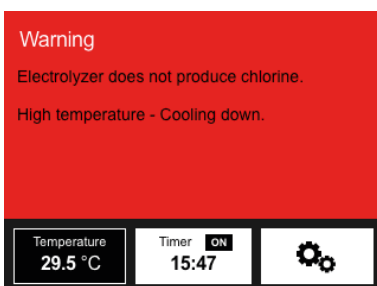 Warning
Electrolyzer does not produce chlorine.
High temperature - Cooling down.
Temperature
29.5 °C
Timer ON
15:47